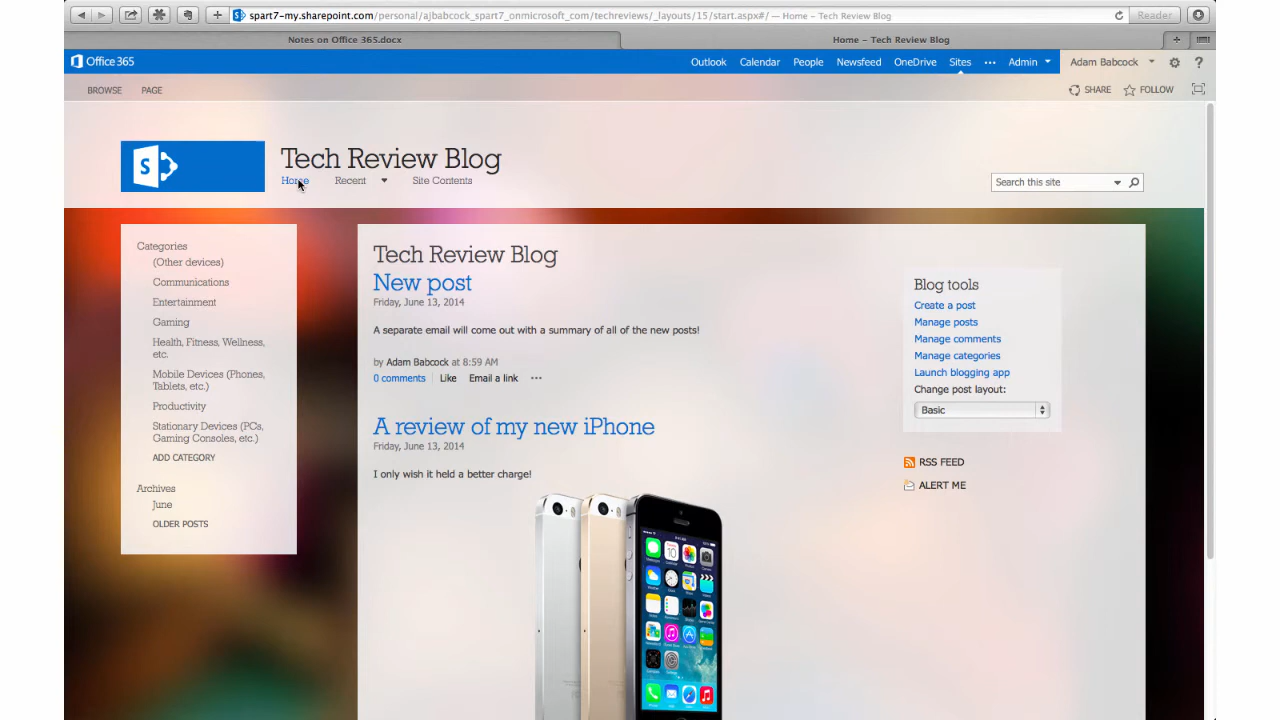 spart7-my.sharepoint.com/personal/ajbabcock_spart7_onmicrosoft_com/techreviews/_layouts/15/start.aspx#/ — Home – Tech Review Blog
Reader
Notes on Office 365.docx
Home – Tech Review Blog
Office 365
Outlook Calendar People Newsfeed OneDrive Sites ••• Admin Adam Babcock ?
BROWSE PAGE
SHARE FOLLOW
S
Tech Review Blog
Home Recent Site Contents
Search this site
Categories
(Other devices)
Communications
Entertainment
Gaming
Health, Fitness, Wellness,
etc.
Mobile Devices (Phones,
Tablets, etc.)
Productivity
Stationary Devices (PCs,
Gaming Consoles, etc.)
ADD CATEGORY
Archives
June
OLDER POSTS
Tech Review Blog
New post
Friday, June 13, 2014
A separate email will come out with a summary of all of the new posts!
by Adam Babcock at 8:59 AM
0 comments Like Email a link •••
A review of my new iPhone
Friday, June 13, 2014
I only wish it held a better charge!
Blog tools
Create a post
Manage posts
Manage comments
Manage categories
Launch blogging app
Change post layout:
Basic
RSS FEED
ALERT ME